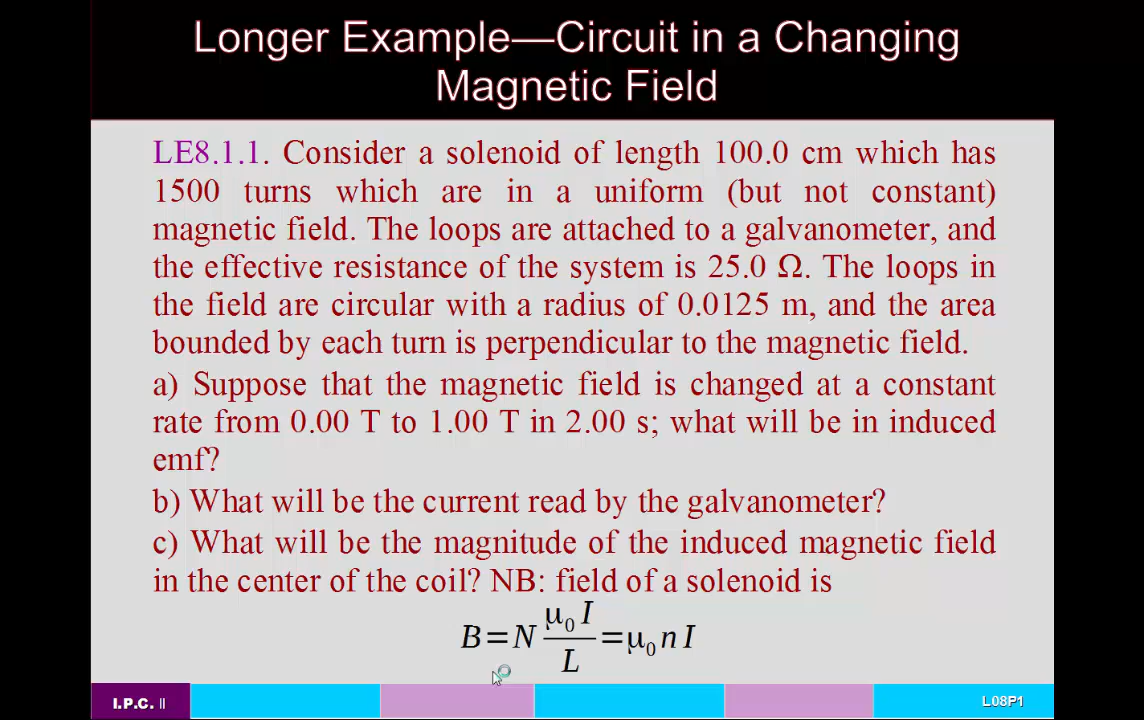 Longer Example—Circuit in a Changing
Magnetic Field
LE8.1.1. Consider a solenoid of length 100.0 cm which has
1500 turns which are in a uniform (but not constant)
magnetic field. The loops are attached to a galvanometer, and
the effective resistance of the system is 25.0 Ω. The loops in
the field are circular with a radius of 0.0125 m, and the area
bounded by each turn is perpendicular to the magnetic field.
a) Suppose that the magnetic field is changed at a constant
rate from 0.00 T to 1.00 T in 2.00 s; what will be in induced
emf?
b) What will be the current read by the galvanometer?
c) What will be the magnitude of the induced magnetic field
in the center of the coil? NB: field of a solenoid is
B=N μ₀ I / L =μ₀ n I
I.P.C. II
L08P1